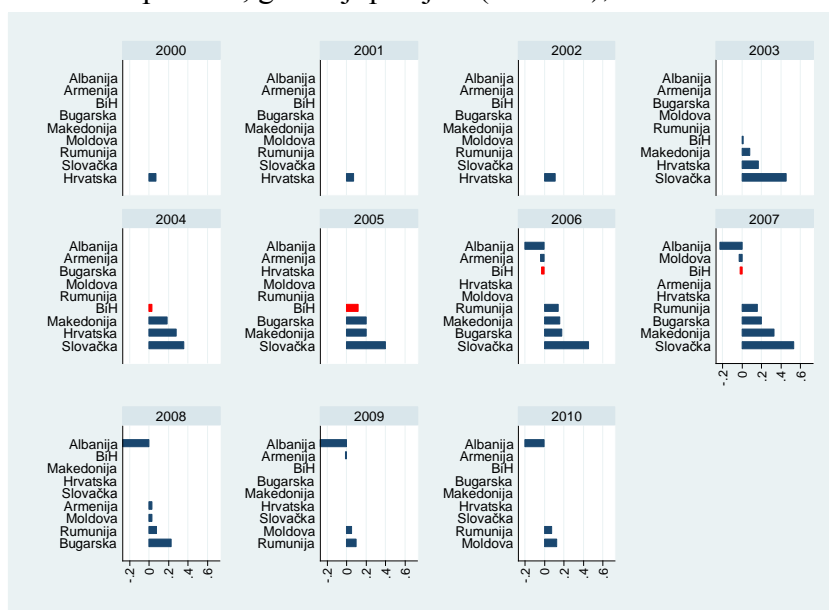 2000
Albanija
Armenija
BiH
Bugarska
Makedonija
Moldova
Rumunija
Slovačka
Hrvatska
2001
Albanija
Armenija
BiH
Bugarska
Makedonija
Moldova
Rumunija
Slovačka
Hrvatska
2002
Albanija
Armenija
BiH
Bugarska
Makedonija
Moldova
Rumunija
Slovačka
Hrvatska
2003
Albanija
Armenija
Bugarska
Moldova
Rumunija
BiH
Makedonija
Hrvatska
Slovačka
2004
Albanija
Armenija
Bugarska
Moldova
Rumunija
BiH
Makedonija
Hrvatska
Slovačka
2005
Albanija
Armenija
Hrvatska
Moldova
Rumunija
BiH
Bugarska
Makedonija
Slovačka
2006
Albanija
Armenija
BiH
Hrvatska
Moldova
Rumunija
Makedonija
Bugarska
Slovačka
2007
Albanija
Moldova
BiH
Armenija
Hrvatska
Rumunija
Bugarska
Makedonija
Slovačka
-.2 0 .2 .4 .6
2008
Albanija
BiH
Makedonija
Hrvatska
Slovačka
Armenija
Moldova
Rumunija
Bugarska
-.2 0 .2 .4 .6
2009
Albanija
Armenija
BiH
Bugarska
Makedonija
Hrvatska
Slovačka
Moldova
Rumunija
-.2 0 .2 .4 .6
2010
Albanija
Armenija
BiH
Bugarska
Makedonija
Hrvatska
Slovačka
Rumunija
Moldova
-.2 0 .2 .4 .6